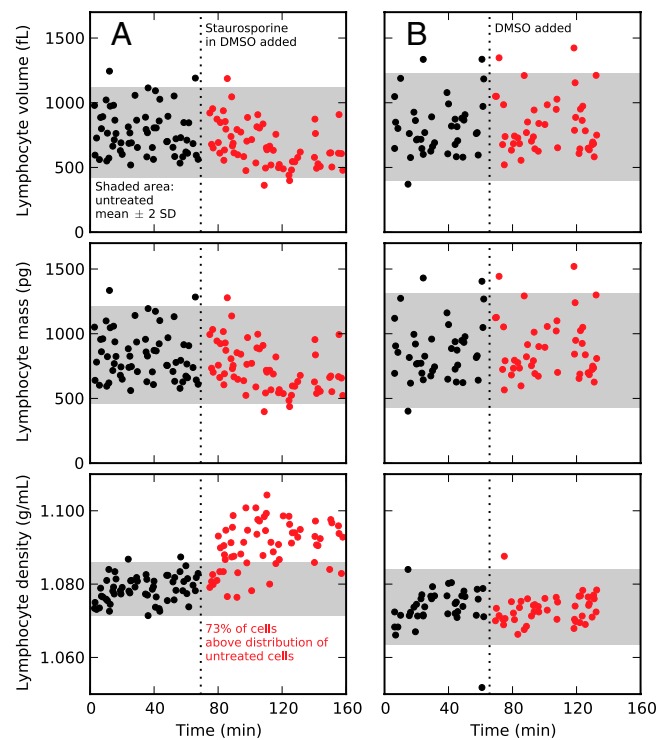 A
Staurosporine
in DMSO added
B
DMSO added
Lymphocyte volume (fL)
1500
1000
500
0
Shaded area:
untreated
mean ± 2 SD
Lymphocyte mass (pg)
1500
1000
500
0
Lymphocyte density (g/mL)
1.100
1.080
1.060
73% of cells
above distribution of
untreated cells
0 40 80 120 160
0 40 80 120 160
Time (min)
Time (min)